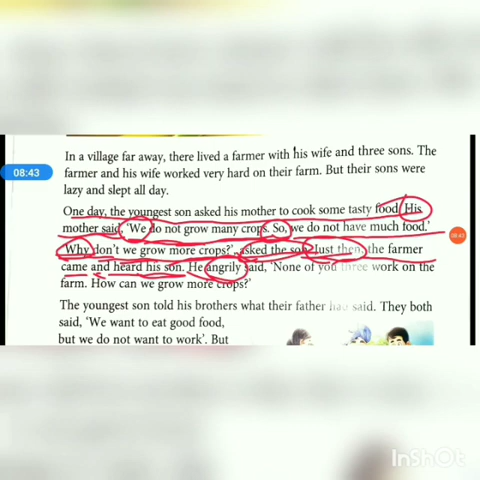 In a village far away, there lived a farmer with his wife and three sons. The
farmer and his wife worked very hard on their farm. But their sons were
lazy and slept all day.
08:43
One day, the youngest son asked his mother to cook some tasty food. His
mother said, 'We do not grow many crops. So, we do not have much food.'
08:43
'Why don't we grow more crops?', asked the son. Just then, the farmer
came and heard his son. He angrily said, 'None of you three work on the
farm. How can we grow more crops?'
The youngest son told his brothers what their father had said. They both
said, 'We want to eat good food,
but we do not want to work'. But
InShOt